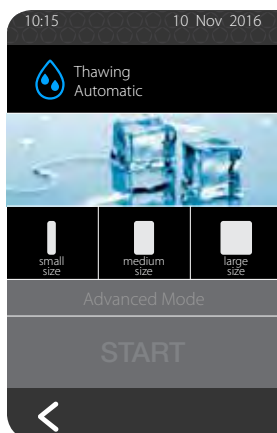 10:15 10 Nov 2016
Thawing
Automatic
small size
medium size
large size
Advanced Mode
START